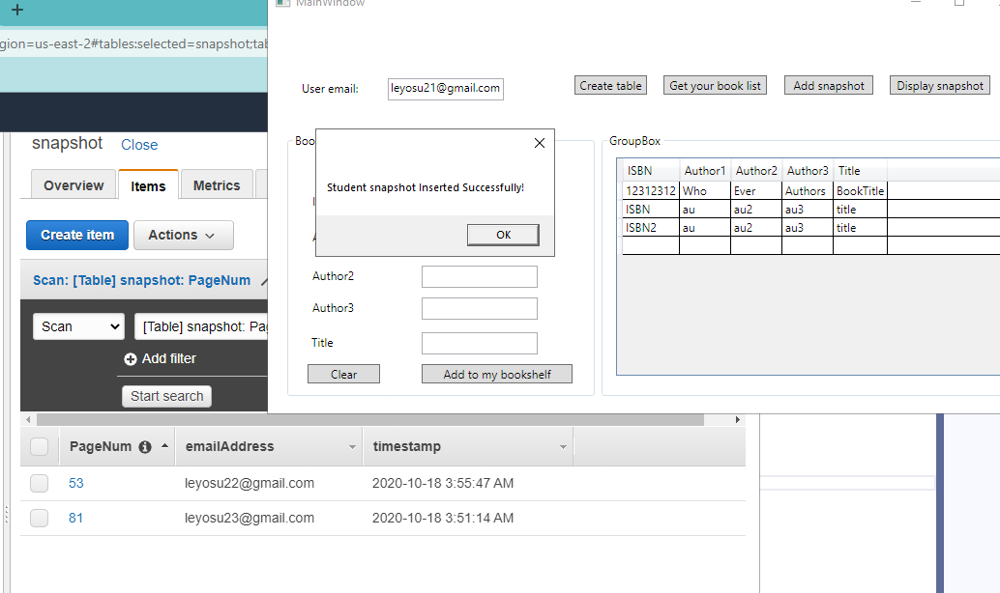 +
MainWindow
gion=us-east-2#tables:selected=snapshot;tab
User email:
leyosu21@gmail.com
Create table
Get your book list
Add snapshot
Display snapshot
snapshot
Close
Overview
Items
Metrics
Create item
Actions
Scan: [Table] snapshot: PageNum
Scan
[Table] snapshot: Pag
Add filter
Start search
Boo
Student snapshot Inserted Successfully!
OK
Author2
Author3
Title
Clear
Add to my bookshelf
GroupBox
ISBN Author1 Author2 Author3 Title
12312312 Who Ever Authors BookTitle
ISBN au au2 au3 title
ISBN2 au au2 au3 title
PageNum emailAddress timestamp
53 leyosu22@gmail.com 2020-10-18 3:55:47 AM
81 leyosu23@gmail.com 2020-10-18 3:51:14 AM